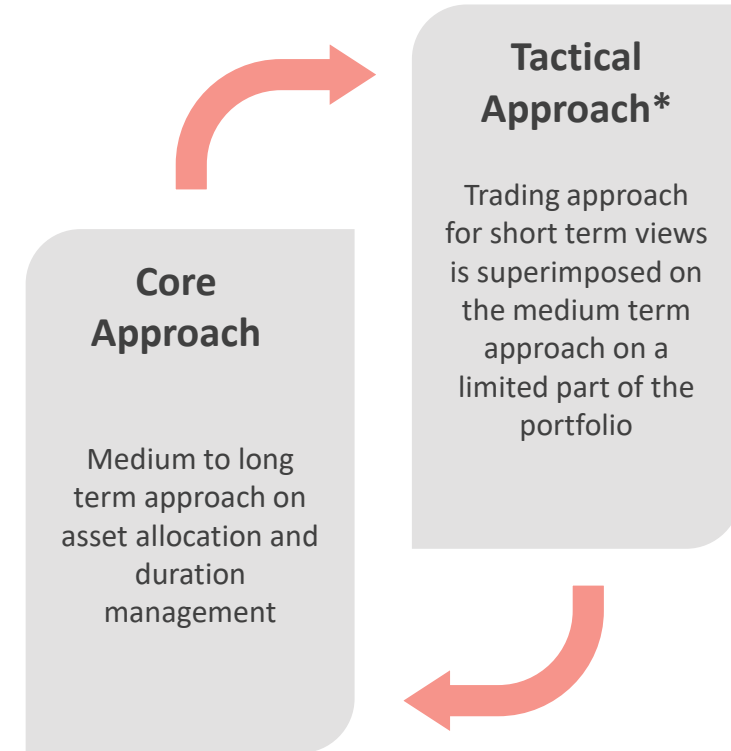 Core
Approach
Medium to long
term approach on
asset allocation and
duration
management
Tactical
Approach*
Trading approach
for short term views
is superimposed on
the medium term
approach on a
limited part of the
portfolio